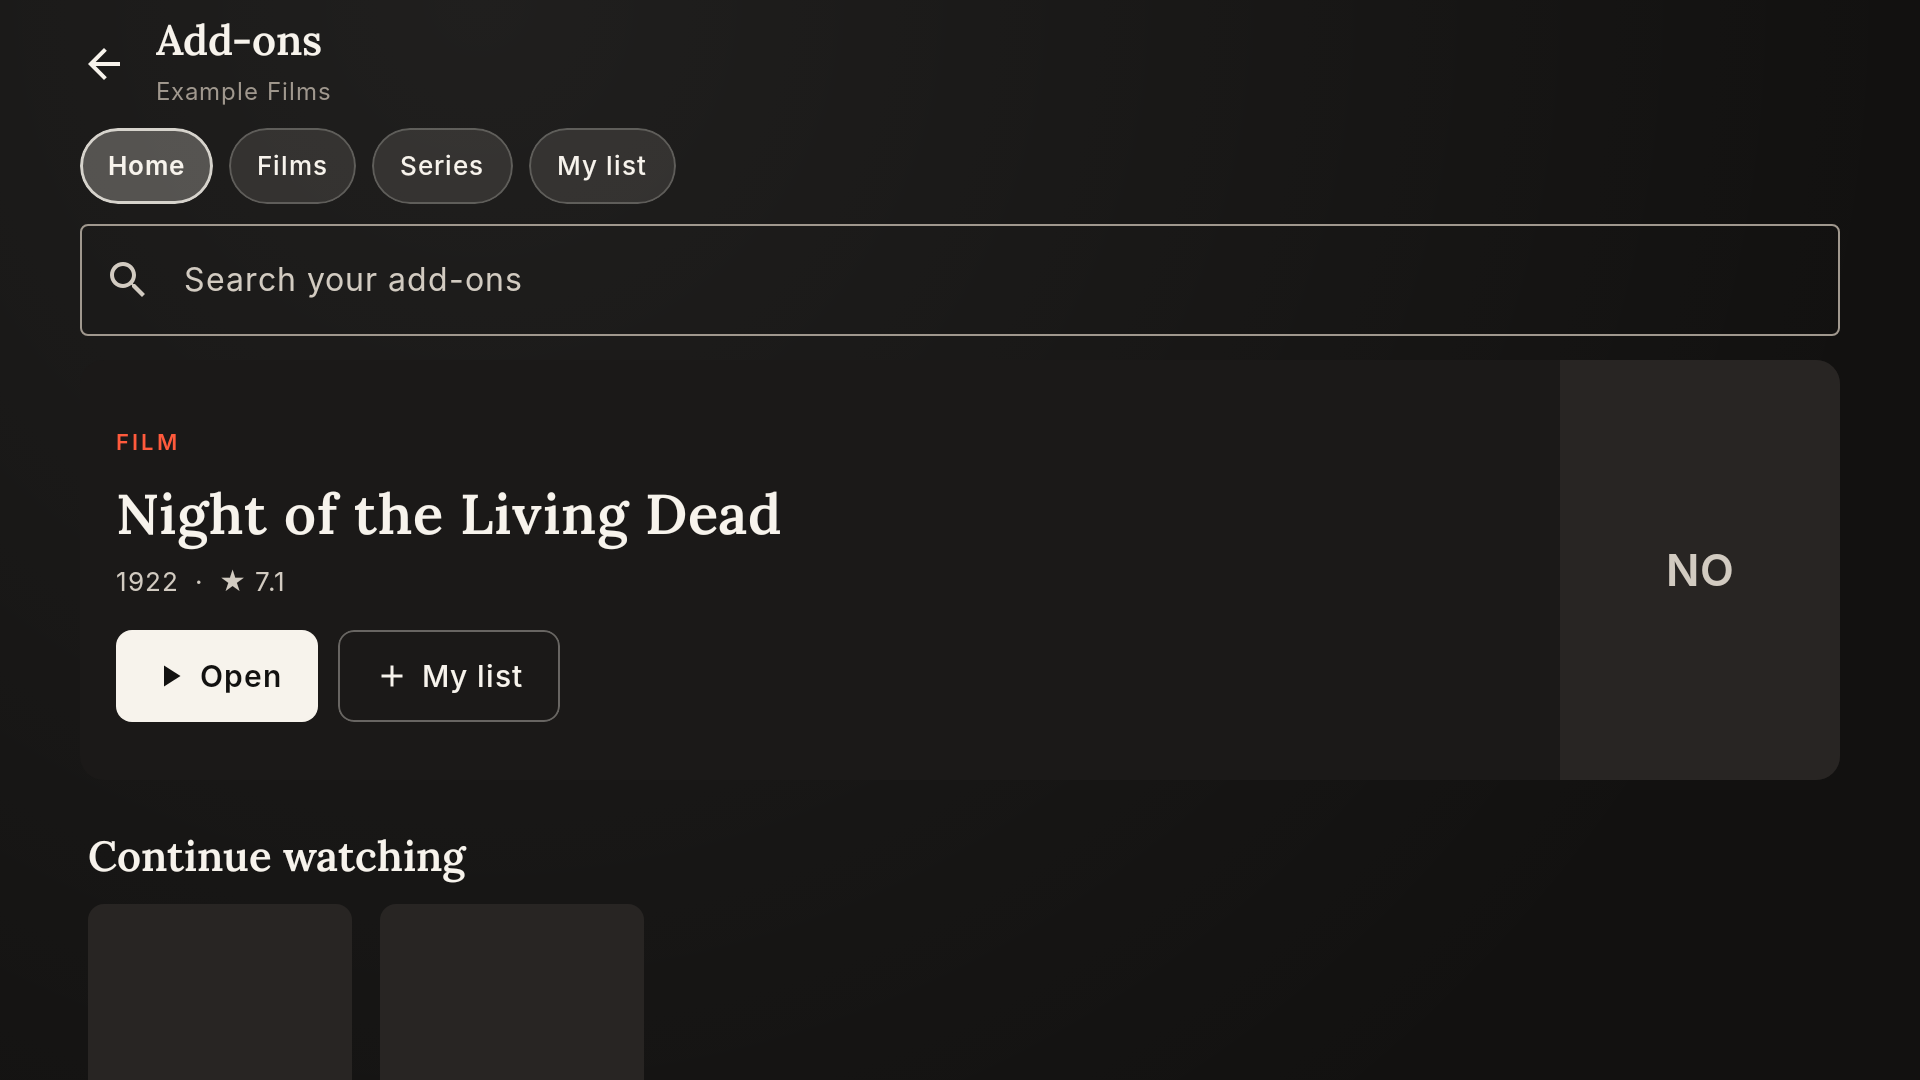 Add-ons
Example Films
Home
Films
Series
My list
Search your add-ons
FILM
Night of the Living Dead
1922 · ★ 7.1
NO
Open
My list
Continue watching